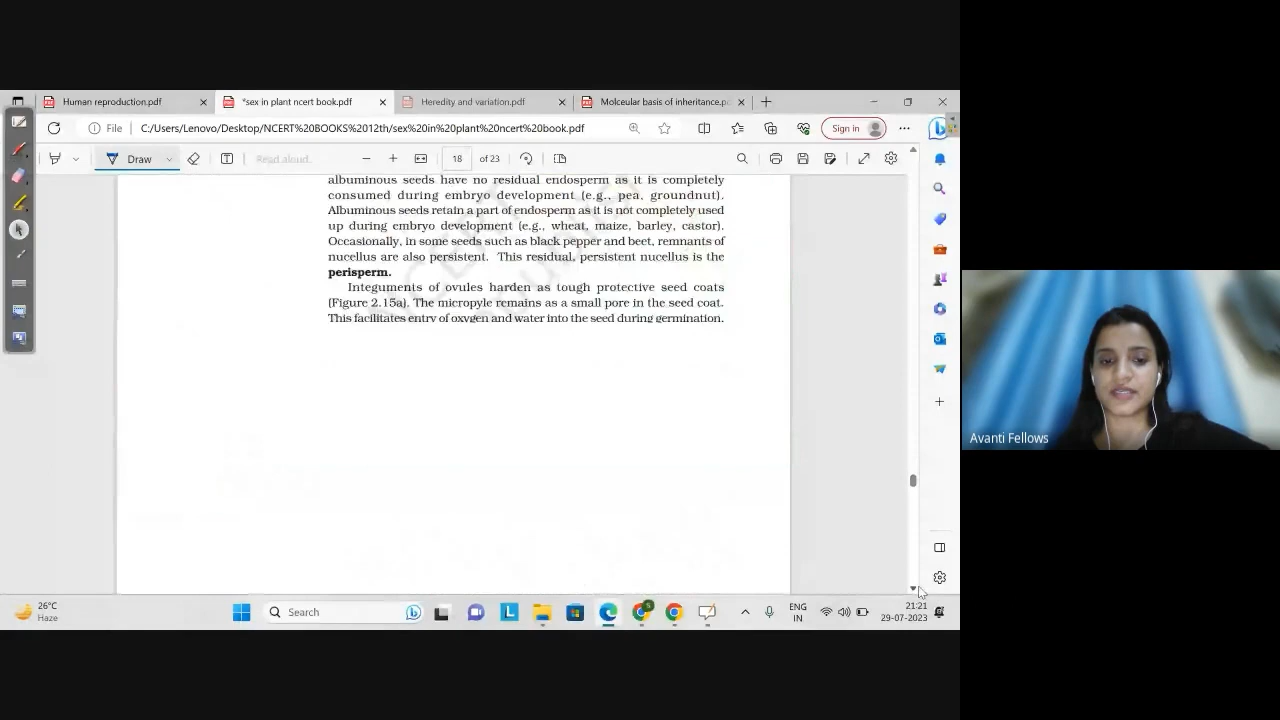 Human reproduction.pdf
*sex in plant ncert book.pdf
Heredity and variation.pdf
Molceular basis of inheritance.p
File
C:/Users/Lenovo/Desktop/NCERT%20BOOKS%2012th/sex%20in%20plant%20ncert%20book.pdf
Sign in
Draw
Read aloud
18 of 23
albuminous seeds have no residual endosperm as it is completely
consumed during embryo development (e.g., pea, groundnut).
Albuminous seeds retain a part of endosperm as it is not completely used
up during embryo development (e.g., wheat, maize, barley, castor).
Occasionally, in some seeds such as black pepper and beet, remnants of
nucellus are also persistent. This residual, persistent nucellus is the
perisperm.
Integuments of ovules harden as tough protective seed coats
(Figure 2.15a). The micropyle remains as a small pore in the seed coat.
This facilitates entry of oxygen and water into the seed during germination.
Avanti Fellows
26°C
Haze
Search
ENG
IN
21:21
29-07-2023